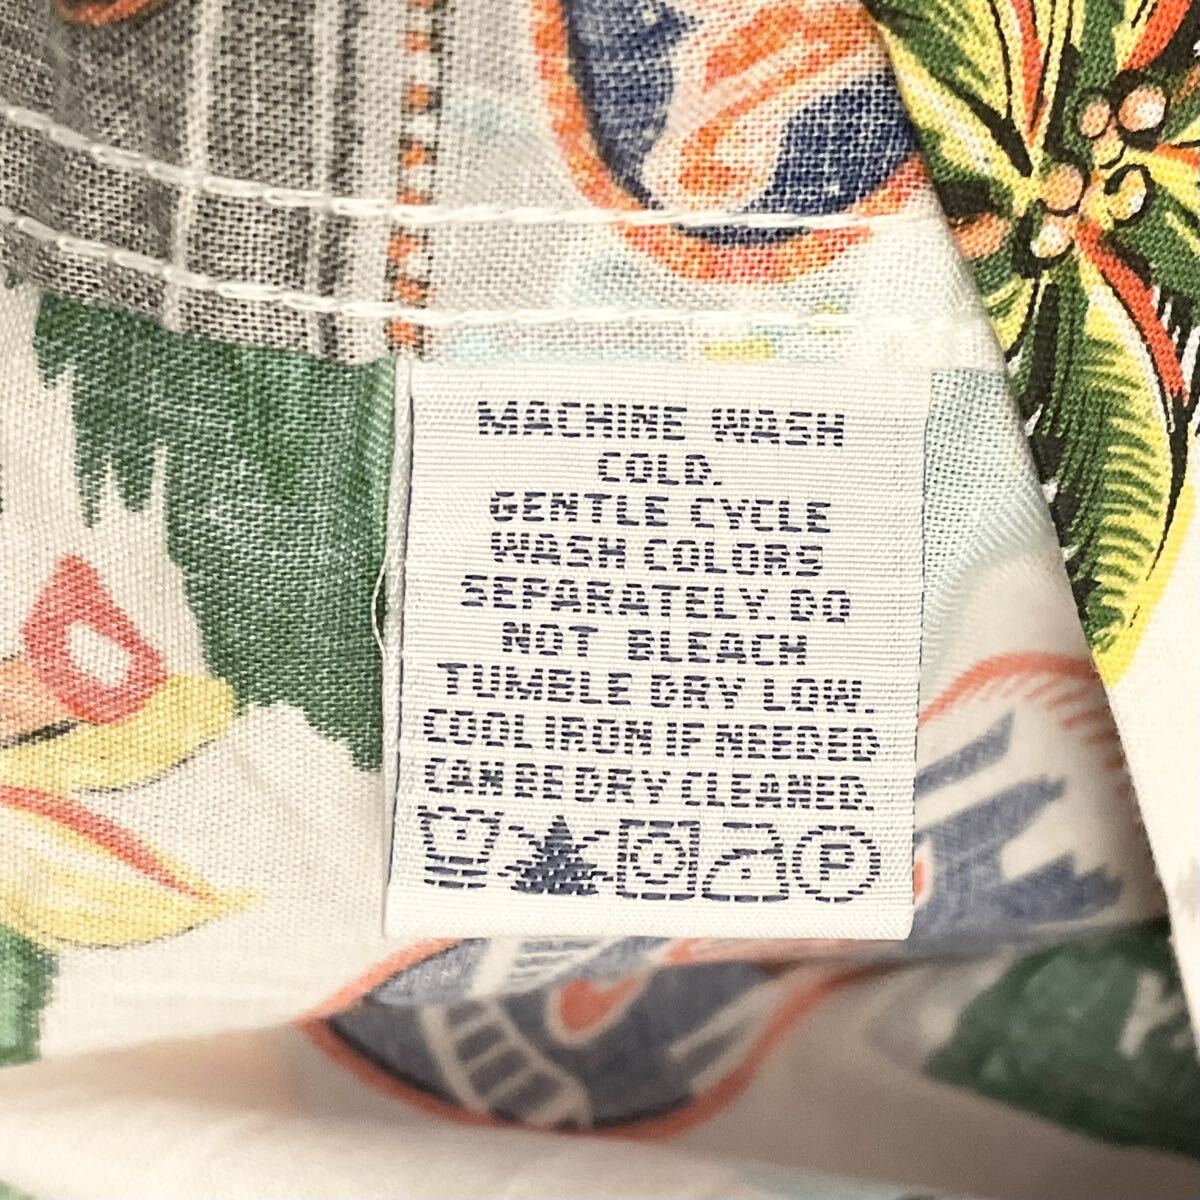 MACHINE WASH
COLD.
GENTLE CYCLE
WASH COLORS
SEPARATELY. DO
NOT BLEACH
TUMBLE DRY LOW.
COOL IRON IF NEEDED
CAN BE DRY CLEANED.
P